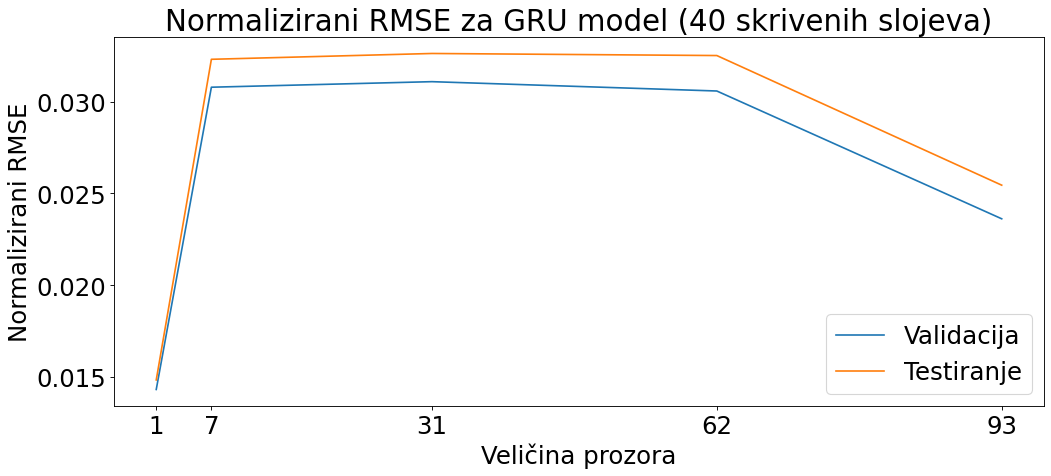 Normalizirani RMSE za GRU model (40 skrivenih slojeva)
Normalizirani RMSE
0.030
0.025
0.020
0.015
Validacija
Testiranje
1 7 31 62 93
Veličina prozora